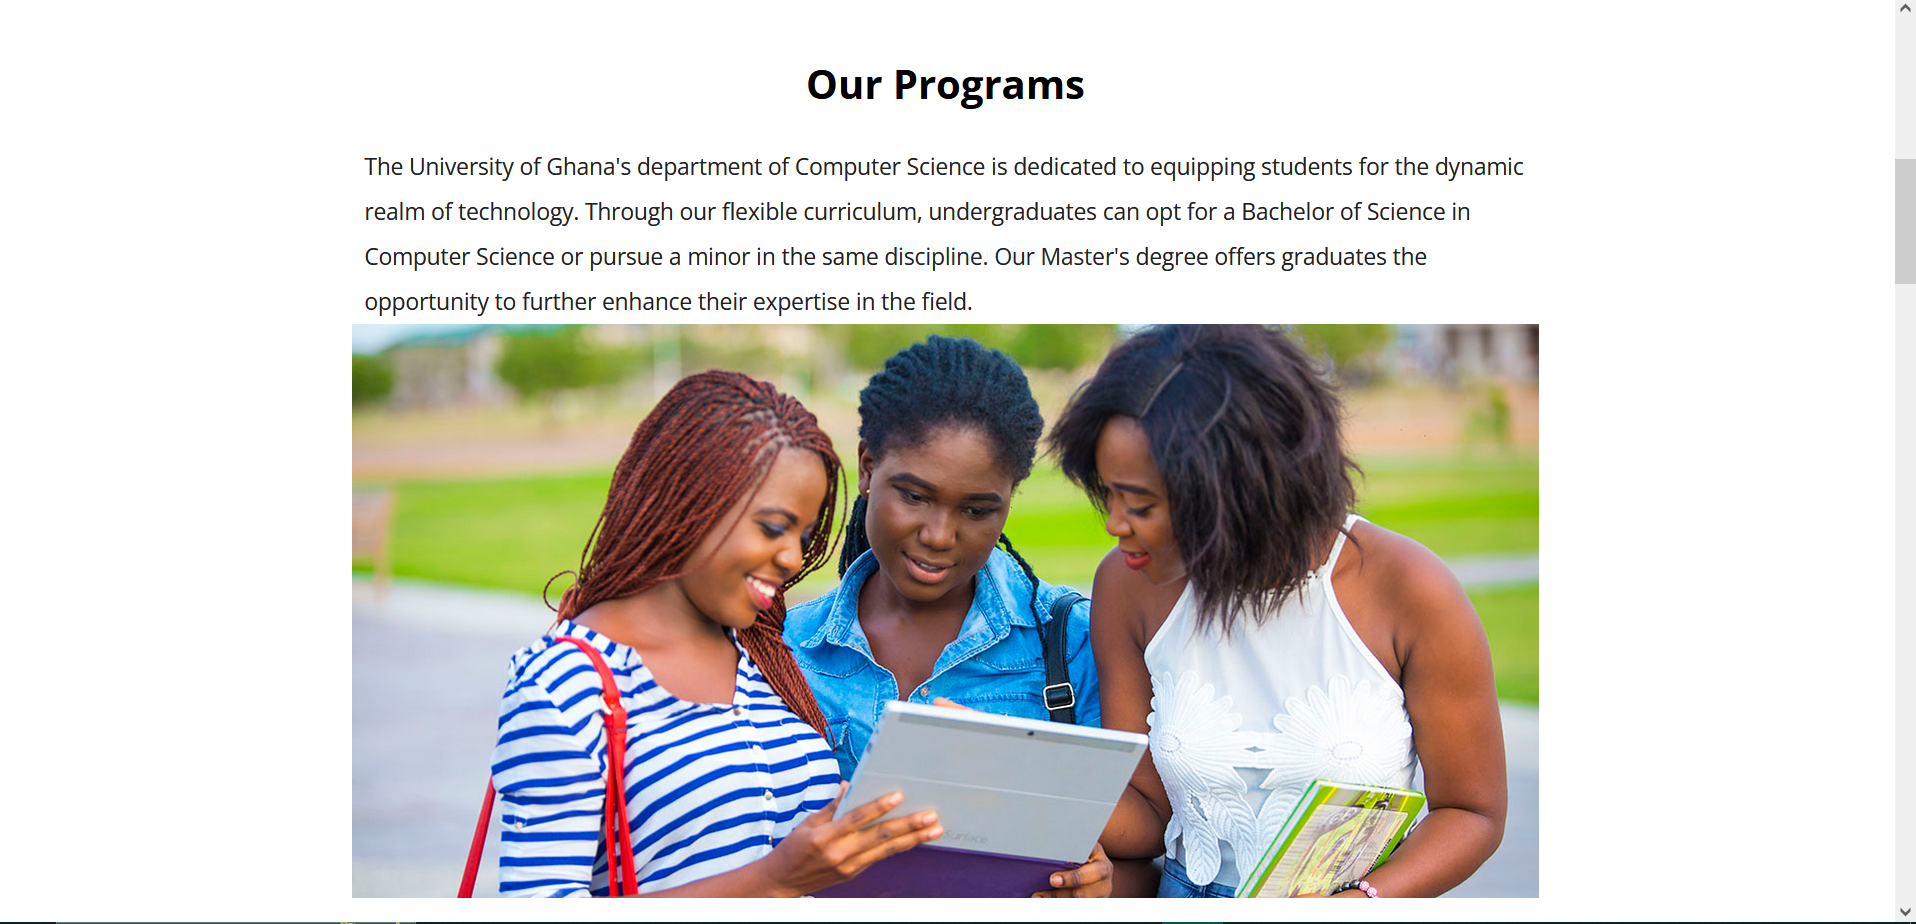 Our Programs
The University of Ghana's department of Computer Science is dedicated to equipping students for the dynamic
realm of technology. Through our flexible curriculum, undergraduates can opt for a Bachelor of Science in
Computer Science or pursue a minor in the same discipline. Our Master's degree offers graduates the
opportunity to further enhance their expertise in the field.
Surface